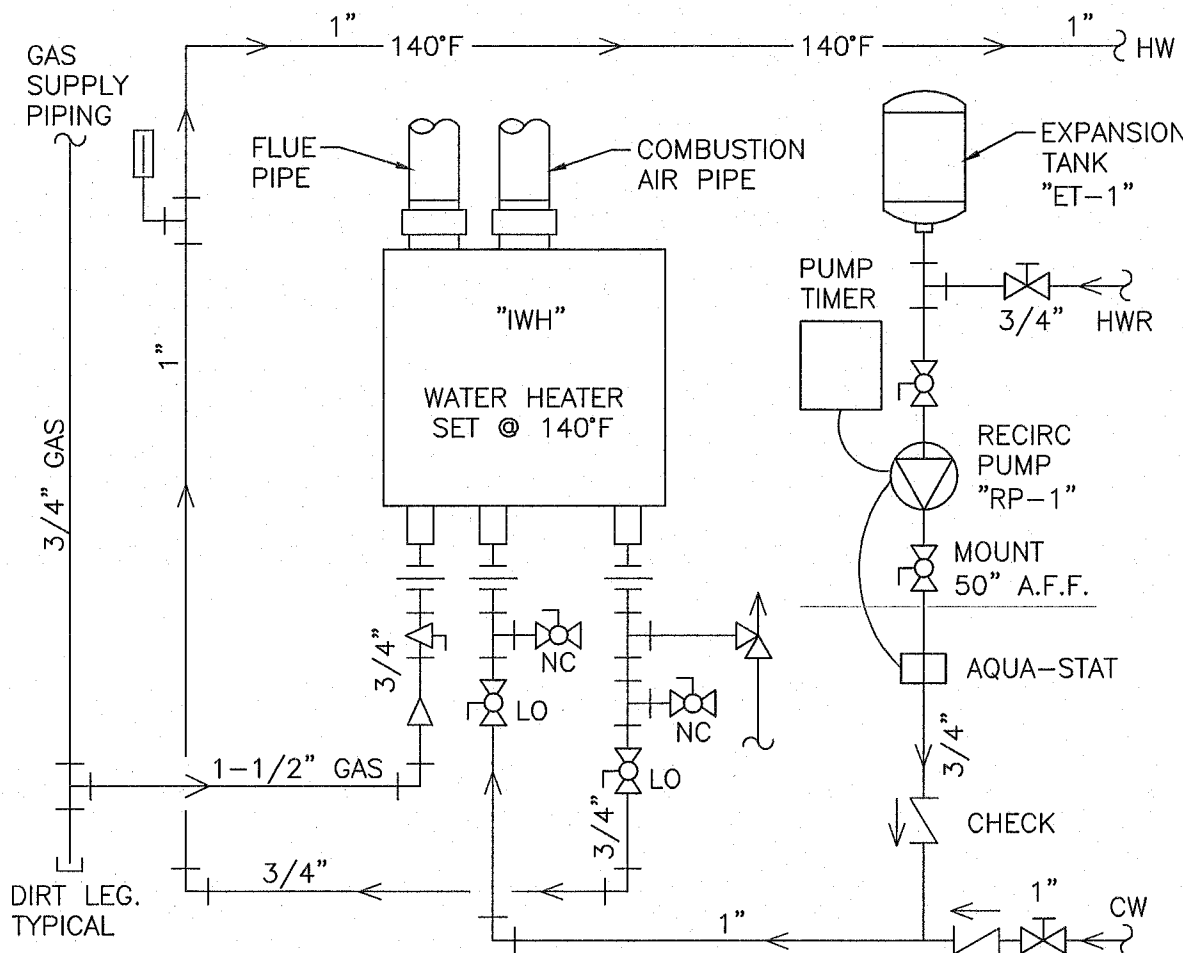 1"
140°F
140°F
1"
HW
GAS
SUPPLY
PIPING
FLUE
PIPE
COMBUSTION
AIR PIPE
EXPANSION
TANK
"ET-1"
PUMP
TIMER
3/4"
HWR
"IWH"
WATER HEATER
SET @ 140°F
1"
3/4" GAS
RECIRC
PUMP
"RP-1"
MOUNT
50" A.F.F.
3/4"
NC
LO
NC
LO
AQUA-STAT
3/4"
1-1/2" GAS
3/4"
CHECK
3/4"
DIRT LEG.
TYPICAL
1"
1"
CW